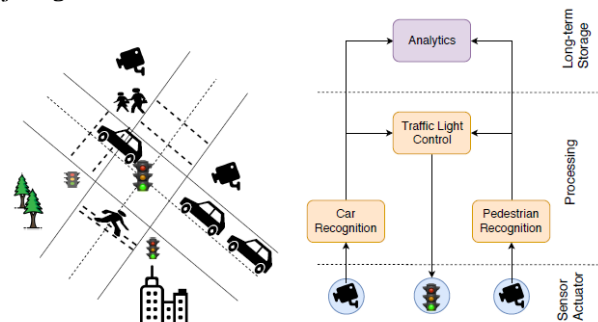 Analytics
Long-term
Storage
Traffic Light
Control
Processing
Car
Recognition
Pedestrian
Recognition
Sensor
Actuator